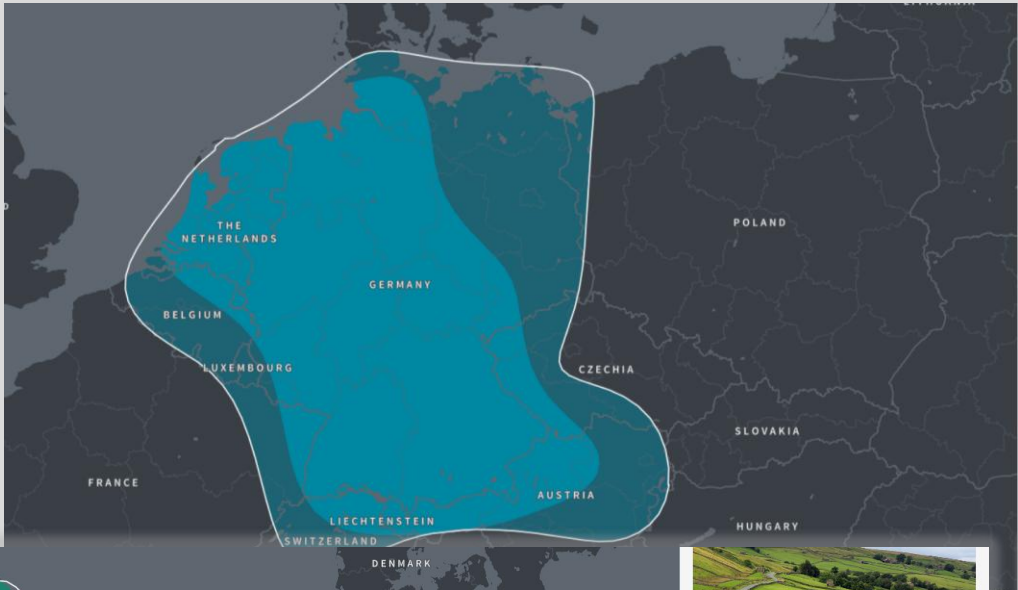 THE
NETHERLANDS
POLAND
GERMANY
BELGIUM
LUXEMBOURG
CZECHIA
SLOVAKIA
FRANCE
AUSTRIA
LIECHTENSTEIN
HUNGARY
SWITZERLAND
DENMARK